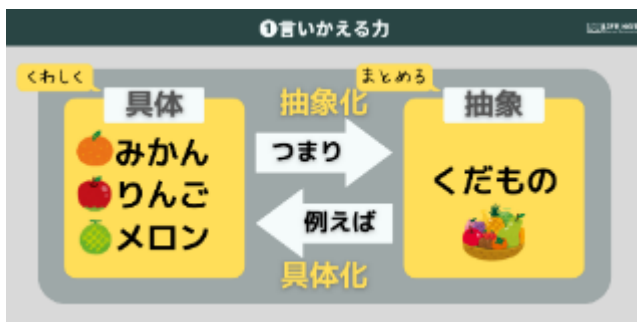 ❶言いかえる力
くわしく
具体
みかん
りんご
メロン
抽象化
つまり
例えば
具体化
まとめる
抽象
くだもの